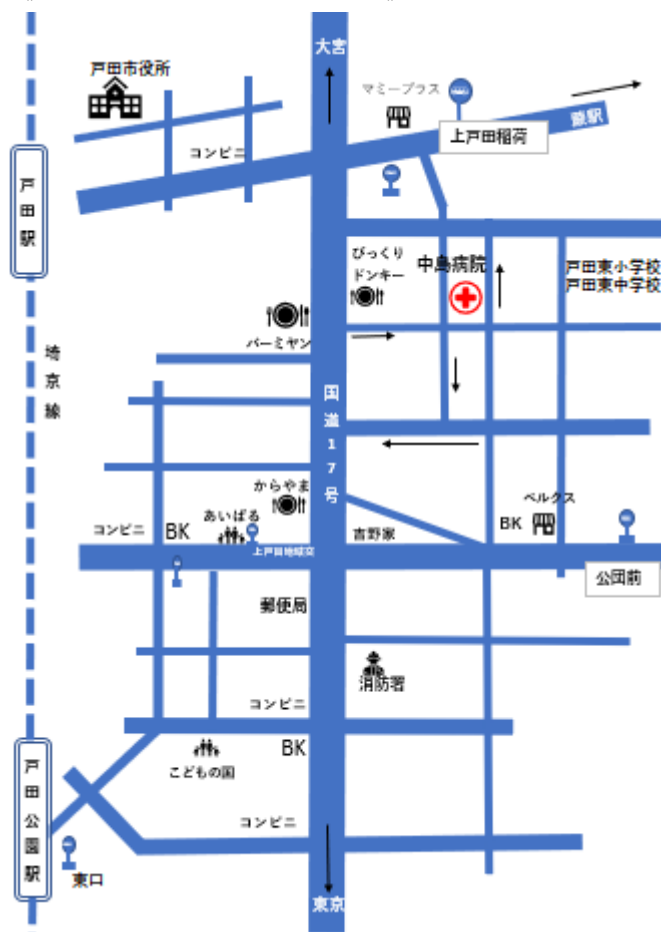 大宮
戸田市役所
マミープラス
蕨駅
上戸田稲荷
コンビニ
戸田駅
びっくり
ドンキー
中島病院
戸田東小学校
戸田東中学校
バーミヤン
埼京線
国道17号
からやま
あいぱる
ベルクス
コンビニ
BK
吉野家
BK
上戸田地域交
公団前
郵便局
消防署
コンビニ
BK
こどもの国
戸田公園駅
コンビニ
東口
東京